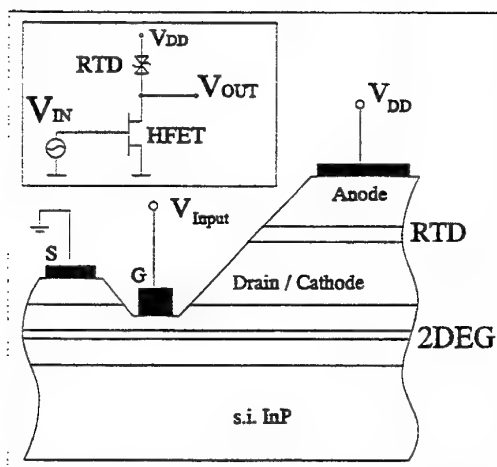 VDD
RTD
VOUT
VIN
HFET
VDD
Anode
VInput
RTD
S
G
Drain / Cathode
2DEG
s.i. InP